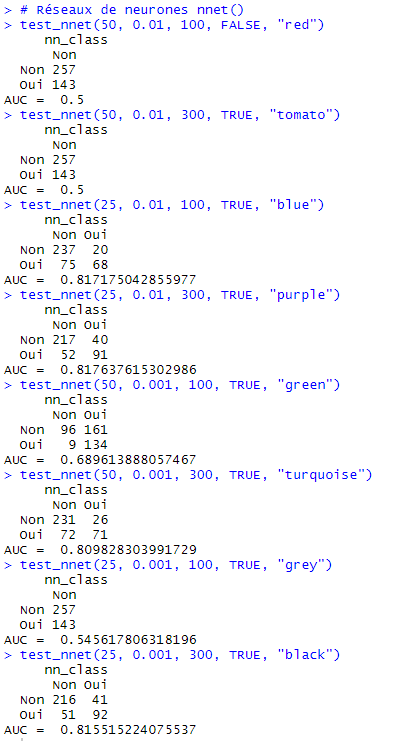 > # Réseaux de neurones nnet()
> test_nnet(50, 0.01, 100, FALSE, "red")
nn_class
Non
Non 257
Oui 143
AUC = 0.5
> test_nnet(50, 0.01, 300, TRUE, "tomato")
nn_class
Non
Non 257
Oui 143
AUC = 0.5
> test_nnet(25, 0.01, 100, TRUE, "blue")
nn_class
Non Oui
Non 237 20
Oui 75 68
AUC = 0.817175042855977
> test_nnet(25, 0.01, 300, TRUE, "purple")
nn_class
Non Oui
Non 217 40
Oui 52 91
AUC = 0.817637615302986
> test_nnet(50, 0.001, 100, TRUE, "green")
nn_class
Non Oui
Non 96 161
Oui 9 134
AUC = 0.689613888057467
> test_nnet(50, 0.001, 300, TRUE, "turquoise")
nn_class
Non Oui
Non 231 26
Oui 72 71
AUC = 0.809828303991729
> test_nnet(25, 0.001, 100, TRUE, "grey")
nn_class
Non
Non 257
Oui 143
AUC = 0.545617806318196
> test_nnet(25, 0.001, 300, TRUE, "black")
nn_class
Non Oui
Non 216 41
Oui 51 92
AUC = 0.815515224075537